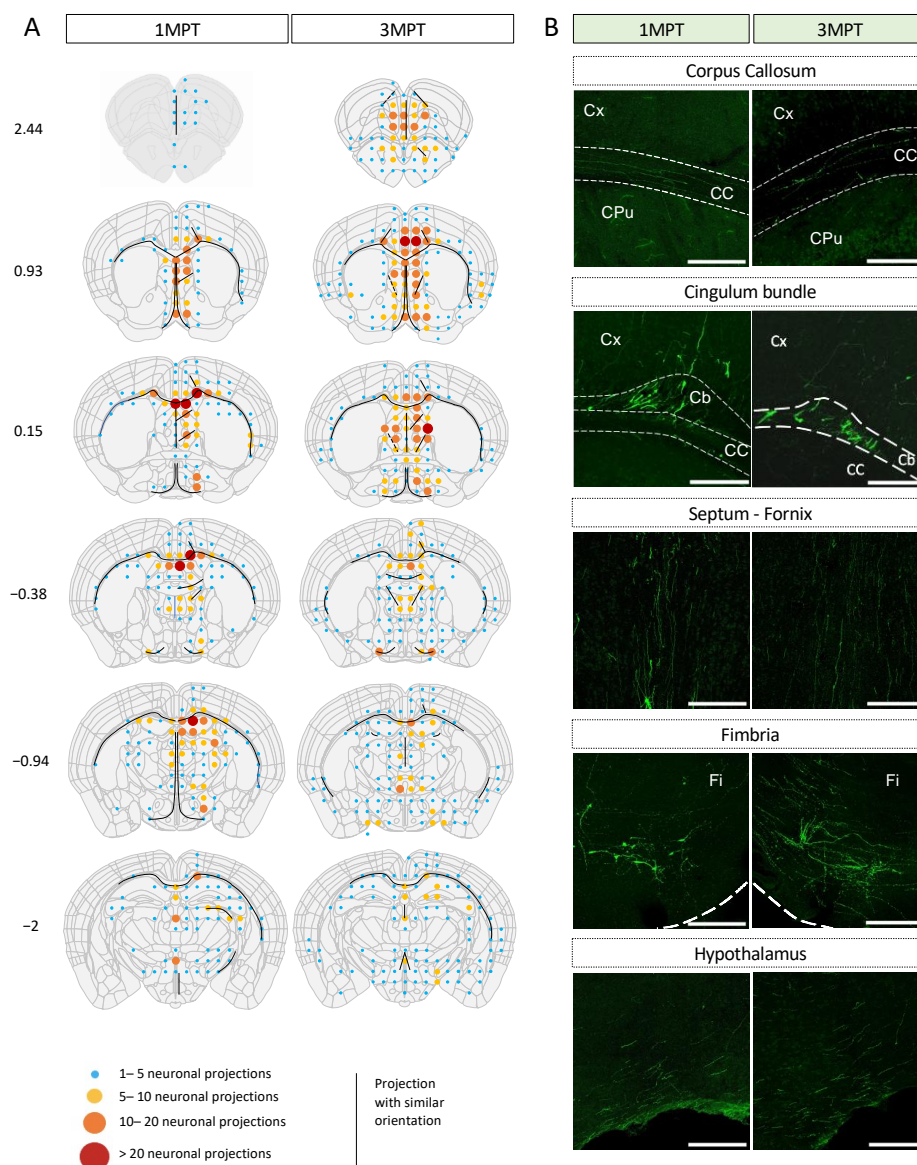 A
1MPT
3MPT
2.44
0.93
0.15
−0.38
−0.94
−2
1– 5 neuronal projections
5– 10 neuronal projections
10– 20 neuronal projections
> 20 neuronal projections
Projection
with similar
orientation
B
1MPT
3MPT
Corpus Callosum
Cx
CC
CPu
Cx
CC
CPu
Cingulum bundle
Cx
Cb
CC
Cx
CC
Cb
Septum - Fornix
Fimbria
Fi
Fi
Hypothalamus